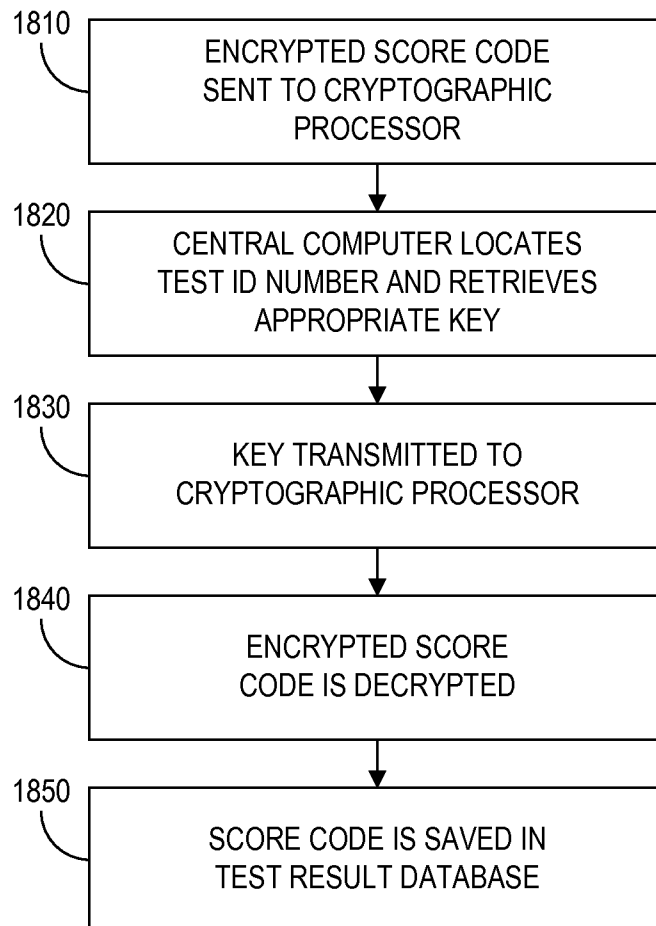 1810
ENCRYPTED SCORE CODE
SENT TO CRYPTOGRAPHIC
PROCESSOR
1820
CENTRAL COMPUTER LOCATES
TEST ID NUMBER AND RETRIEVES
APPROPRIATE KEY
1830
KEY TRANSMITTED TO
CRYPTOGRAPHIC PROCESSOR
1840
ENCRYPTED SCORE
CODE IS DECRYPTED
1850
SCORE CODE IS SAVED IN
TEST RESULT DATABASE